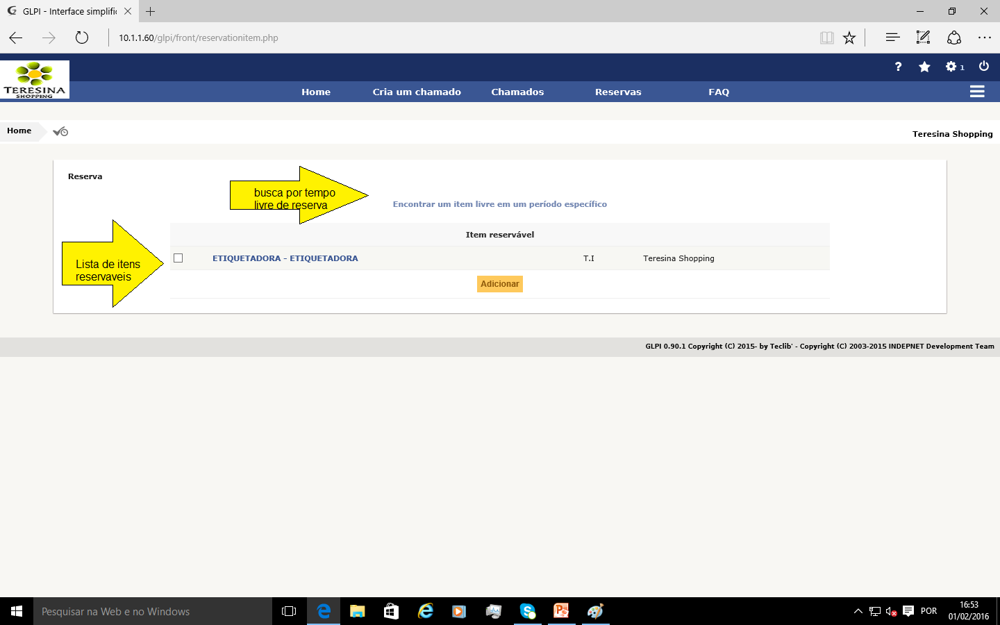 GLPI - Interface simplific
10.1.1.60/glpi/front/reservationitem.php
TERESINA
SHOPPING
? 1
Home Cria um chamado Chamados Reservas FAQ
Home
Teresina Shopping
Reserva
busca por tempo
livre de reserva
Encontrar um item livre em um período específico
Item reservável
Lista de itens
reservaveis
ETIQUETADORA - ETIQUETADORA T.I Teresina Shopping
Adicionar
GLPI 0.90.1 Copyright (C) 2015- by Teclib' - Copyright (C) 2003-2015 INDEPNET Development Team
Pesquisar na Web e no Windows
POR
16:53
01/02/2016